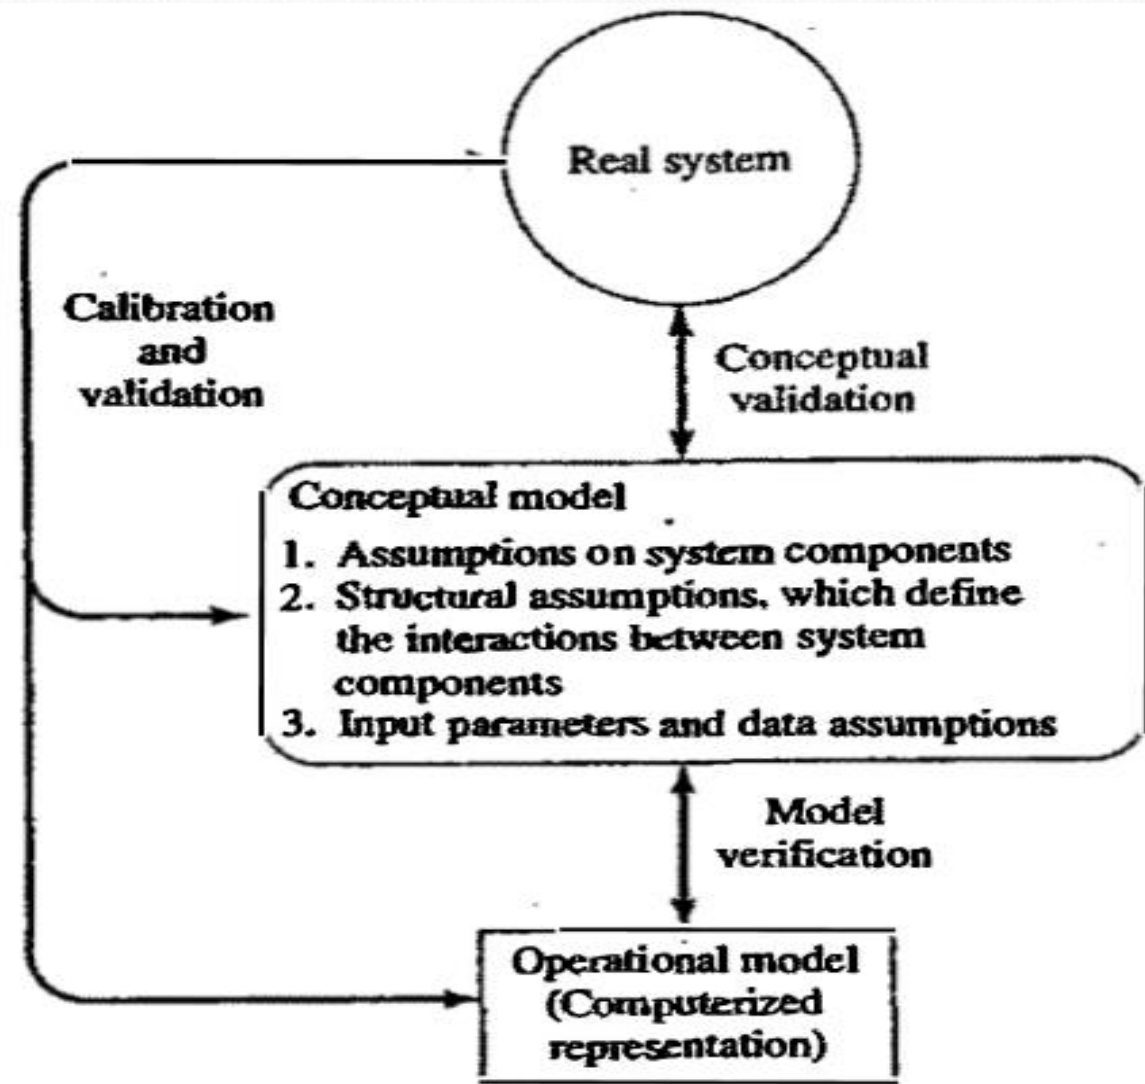 Real system
Calibration
and
validation
Conceptual
validation
Conceptual model
1. Assumptions on system components
2. Structural assumptions, which define
the interactions between system
components
3. Input parameters and data assumptions
Model
verification
Operational model
(Computerized
representation)